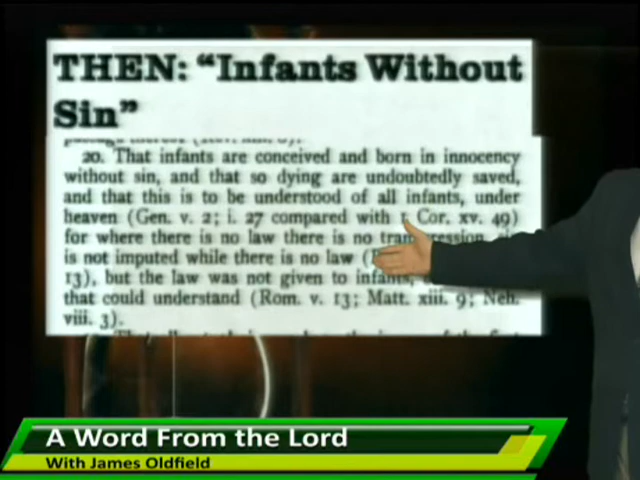 THEN: “Infants Without
Sin”
20. That infants are conceived and born in innocency
without sin, and that so dying are undoubtedly saved,
and that this is to be understood of all infants, under
heaven (Gen. v. 2; i. 27 compared with 1 Cor. xv. 49)
for where there is no law there is no
is not imputed while there is no law
13), but the law was not given to infants,
that could understand (Rom. v. 13; Matt. xiii. 9; Neh.
viii. 3).
A Word From the Lord
With James Oldfield